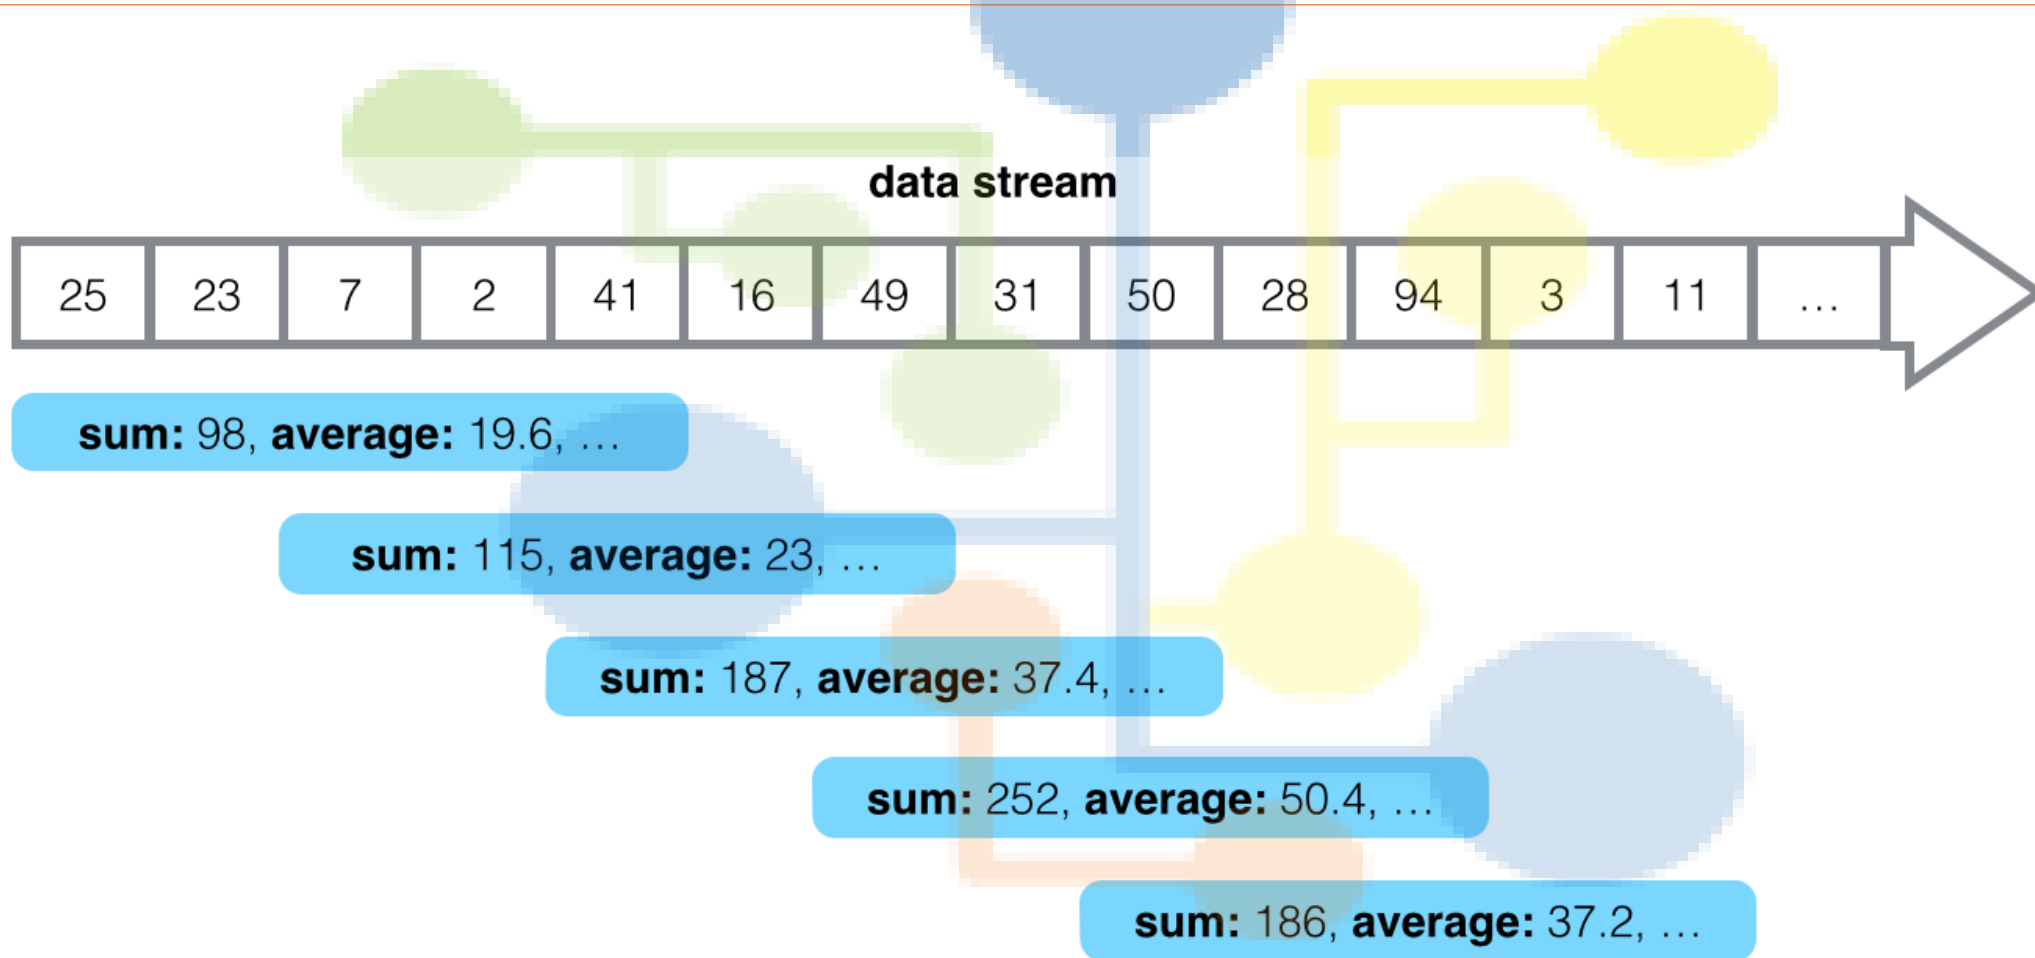 data stream
25 23 7 2 41 16 49 31 50 28 94 3 11 ...
sum: 98, average: 19.6, ...
sum: 115, average: 23, ...
sum: 187, average: 37.4, ...
sum: 252, average: 50.4, ...
sum: 186, average: 37.2, ...